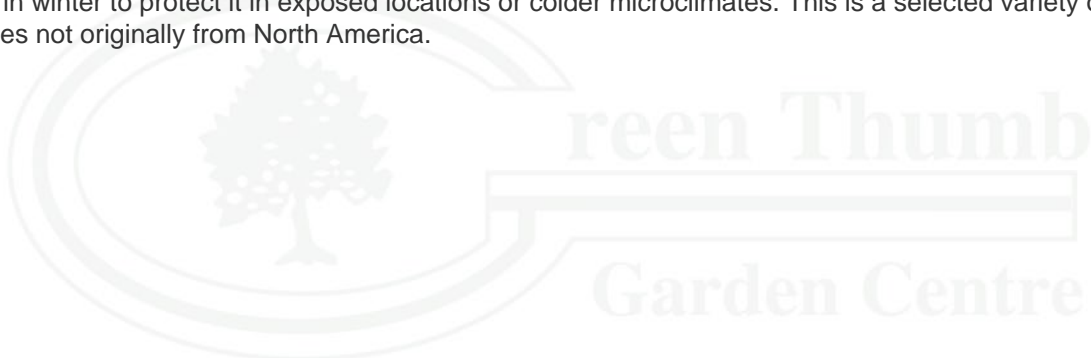 in winter to protect it in exposed locations or colder microclimates. This is a selected variety
es not originally from North America.
reen Thumb
Garden Centre